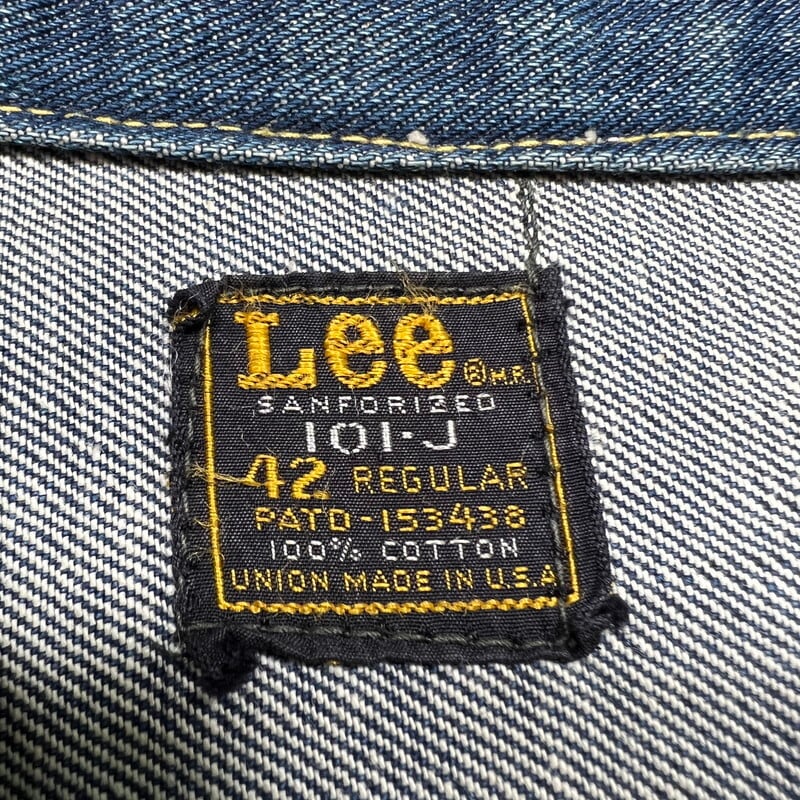 Lee ® M.R.
SANFORIZED
101-J
42 REGULAR
PATD-153438
100% COTTON
UNION MADE IN U.S.A